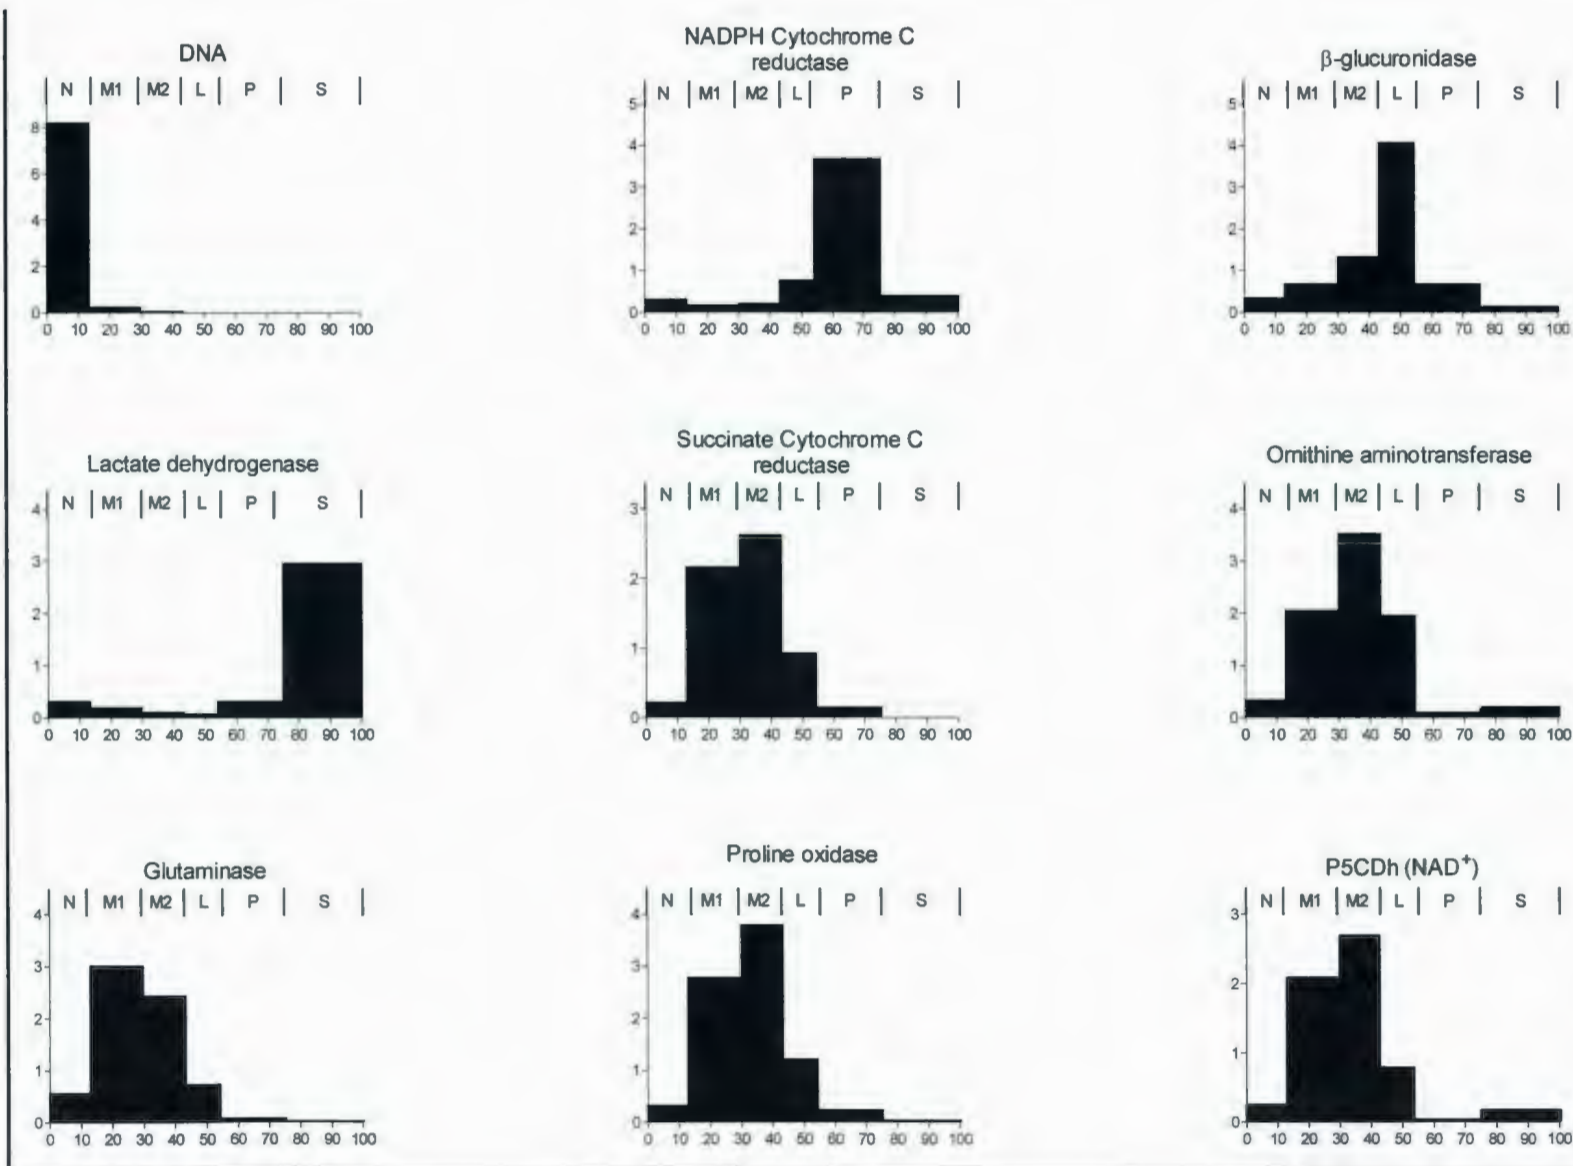 DNA
N | M1 | M2 | L | P | S |
8
6
4
2
0
0 10 20 30 40 50 60 70 80 90 100
NADPH Cytochrome C
reductase
N | M1 | M2 | L | P | S |
5
4
3
2
1
0
0 10 20 30 40 50 60 70 80 90 100
β-glucuronidase
N | M1 | M2 | L | P | S |
5
4
3
2
1
0
0 10 20 30 40 50 60 70 80 90 100
Lactate dehydrogenase
N | M1 | M2 | L | P | S |
4
3
2
1
0
0 10 20 30 40 50 60 70 80 90 100
Succinate Cytochrome C
reductase
N | M1 | M2 | L | P | S |
3
2
1
0
0 10 20 30 40 50 60 70 80 90 100
Ornithine aminotransferase
N | M1 | M2 | L | P | S |
4
3
2
1
0
0 10 20 30 40 50 60 70 80 90 100
Glutaminase
N | M1 | M2 | L | P | S |
4
3
2
1
0
0 10 20 30 40 50 60 70 80 90 100
Proline oxidase
N | M1 | M2 | L | P | S |
4
3
2
1
0
0 10 20 30 40 50 60 70 80 90 100
P5CDh (NAD⁺)
N | M1 | M2 | L | P | S |
3
2
1
0
0 10 20 30 40 50 60 70 80 90 100